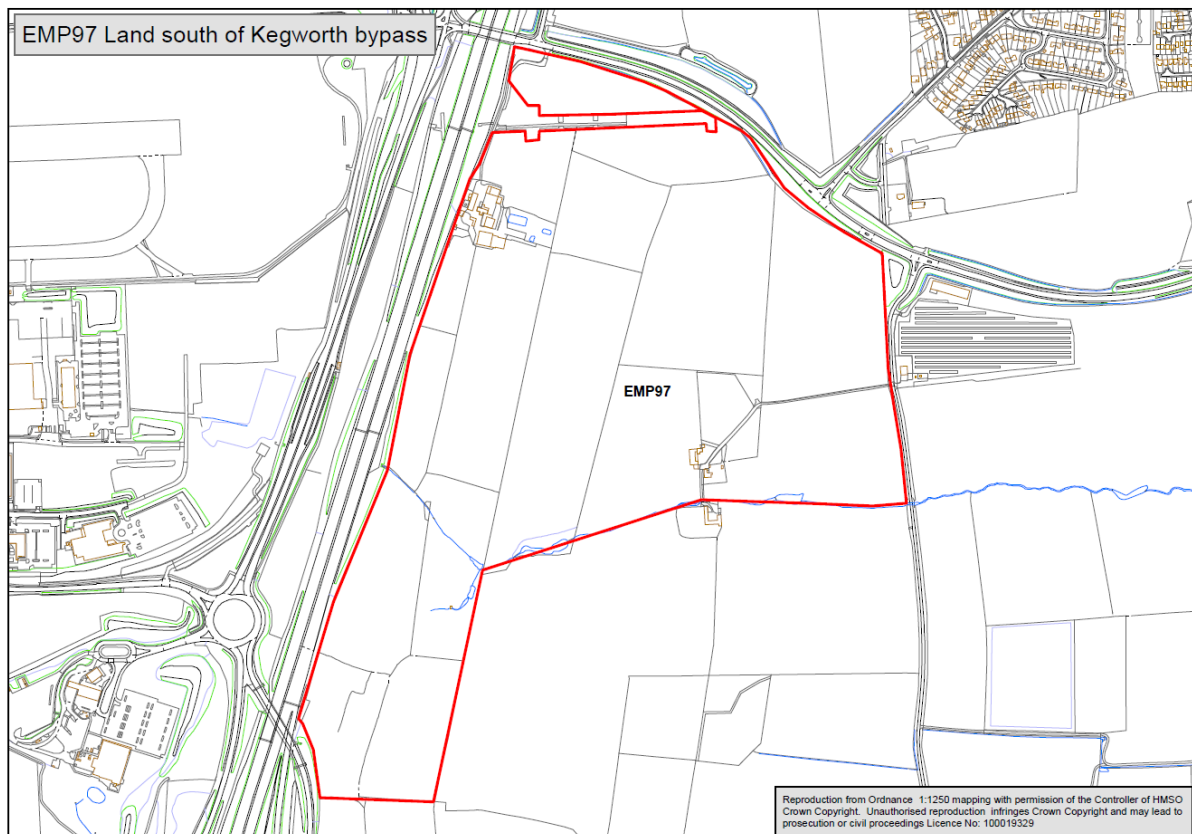 EMP97 Land south of Kegworth bypass
EMP97
Reproduction from Ordnance 1:1250 mapping with permission of the Controller of HMSO
Crown Copyright. Unauthorised reproduction infringes Crown Copyright and may lead to
prosecution or civil proceedings Licence No: 100019329